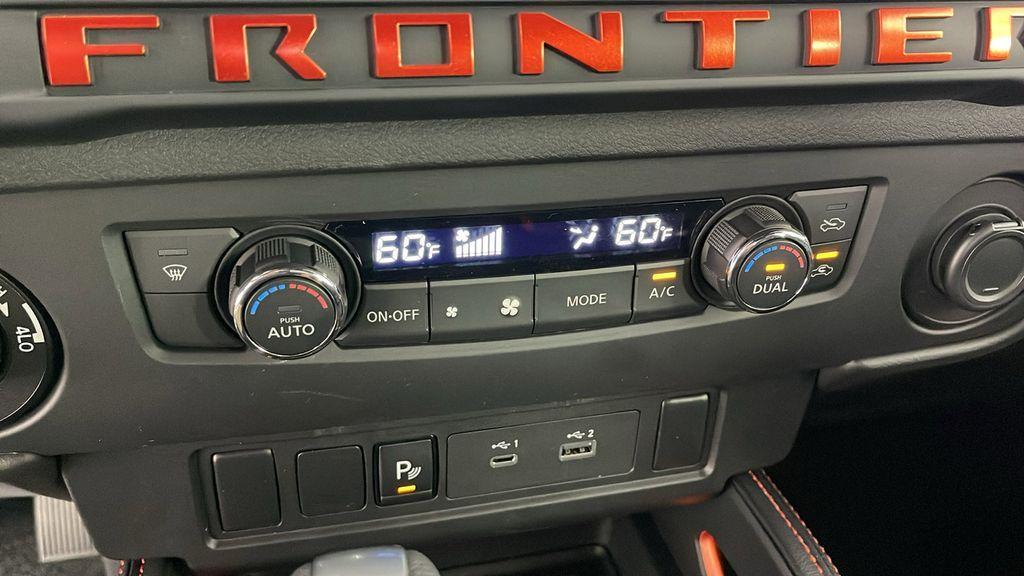 FRONTIER
60°F 60°F
PUSH
AUTO
ON-OFF
MODE
A/C
PUSH
DUAL
4LO
H
P
1
2